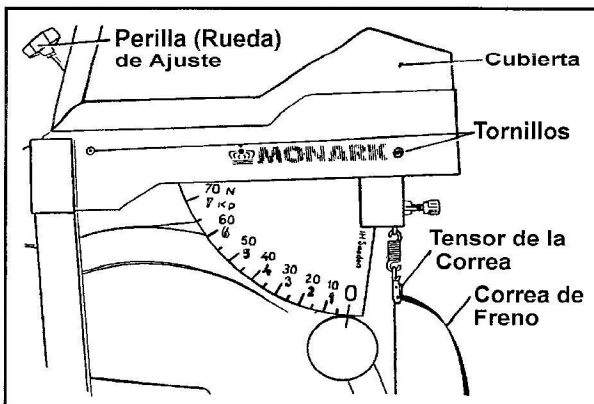 Perilla (Rueda)
de Ajuste
Cubierta
Tornillos
MONARK
70 N
7 Kp
60
6
50
5
40
4
30
3
20
2
10
1
0
Tensor de la
Correa
Correa de
Freno